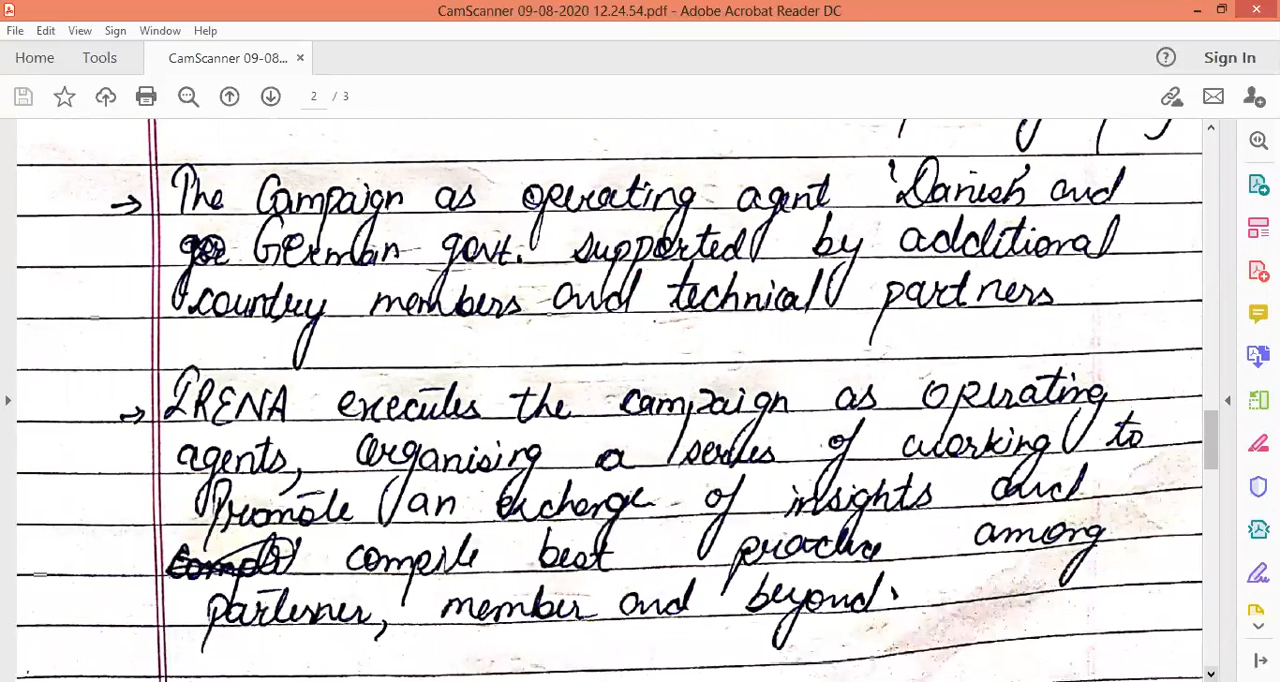 CamScanner 09-08-2020 12.24.54.pdf - Adobe Acrobat Reader DC
File Edit View Sign Window Help
Home Tools CamScanner 09-08... × Sign In
2 / 3
→ The Campaign as operating agent 'Danish and
German govt. supported by additional
country members and technical partners
→ IRENA executes the campaign as operating
agents, organising a series of working to
Promote an exchange of insights and
compile best practice among
partesner, member and beyond.